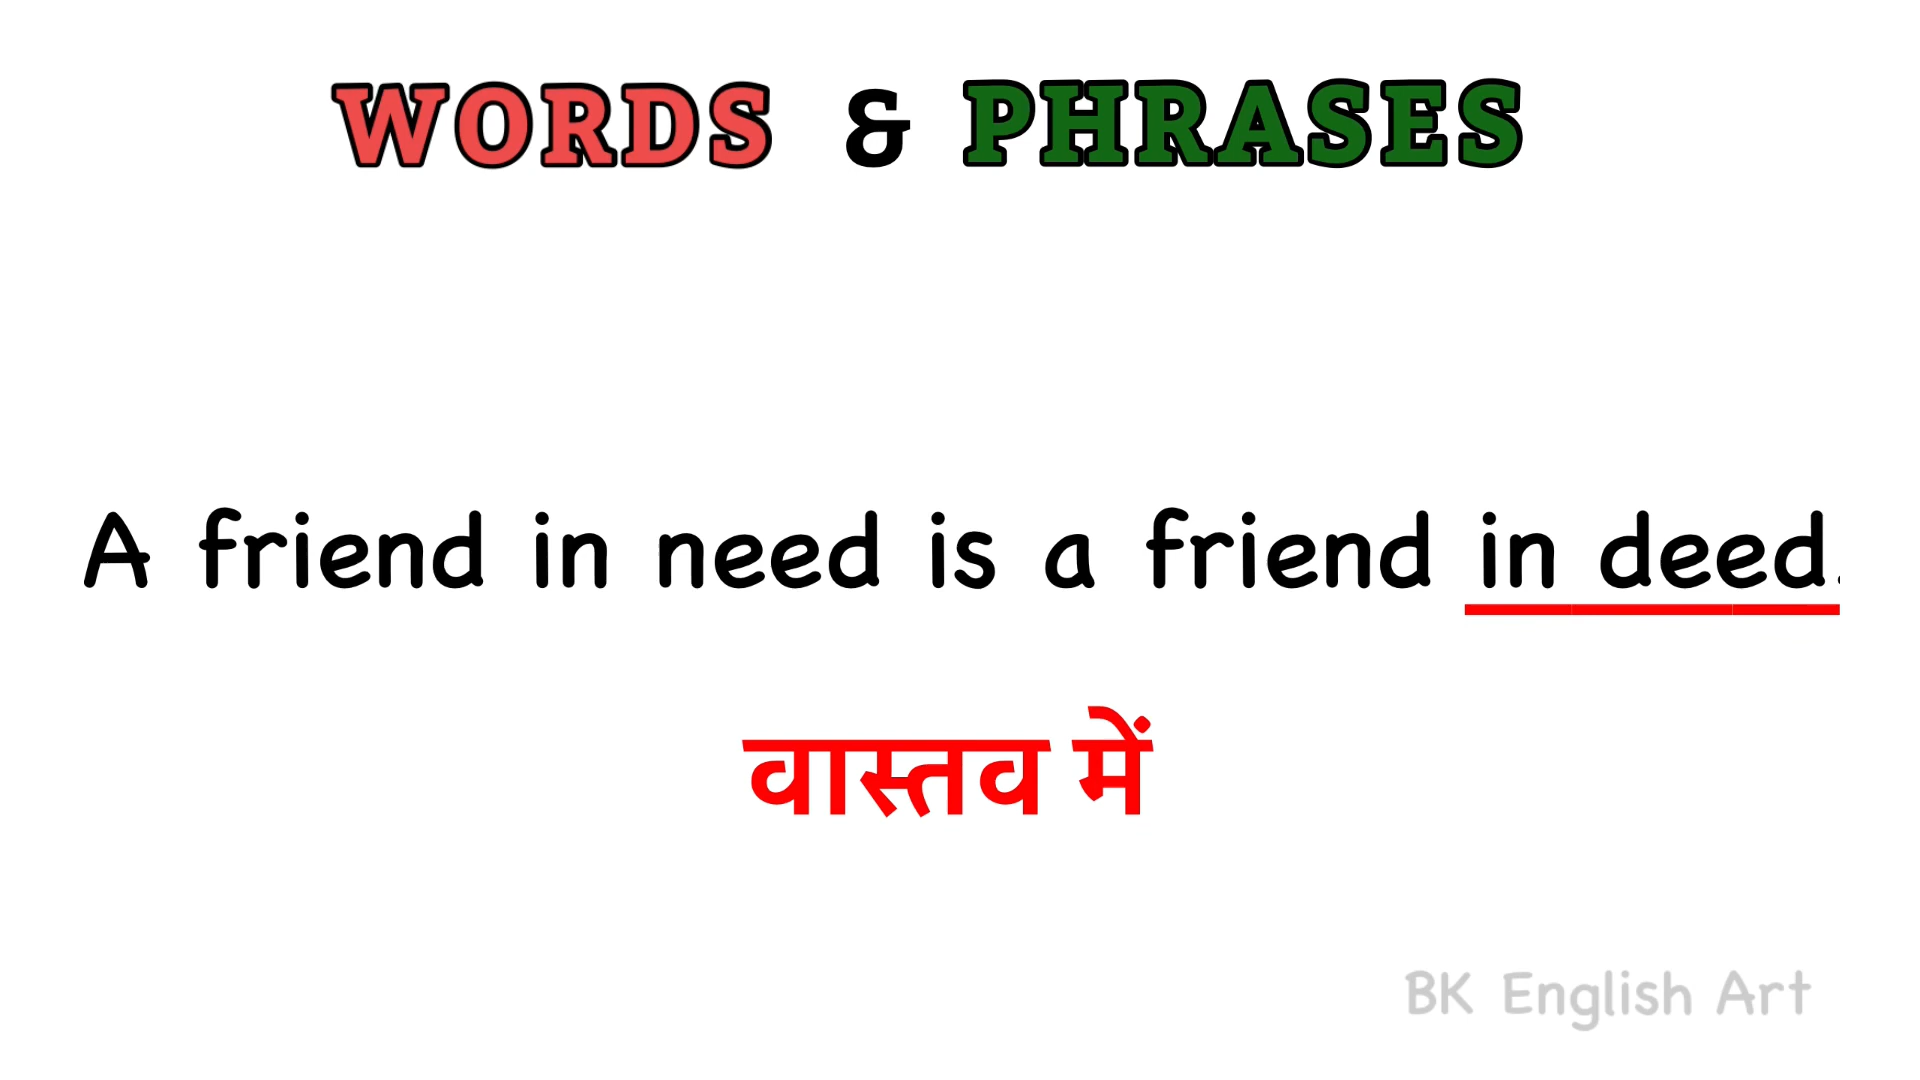 WORDS & PHRASES
A friend in need is a friend in deed.
वास्तव में
BK English Art